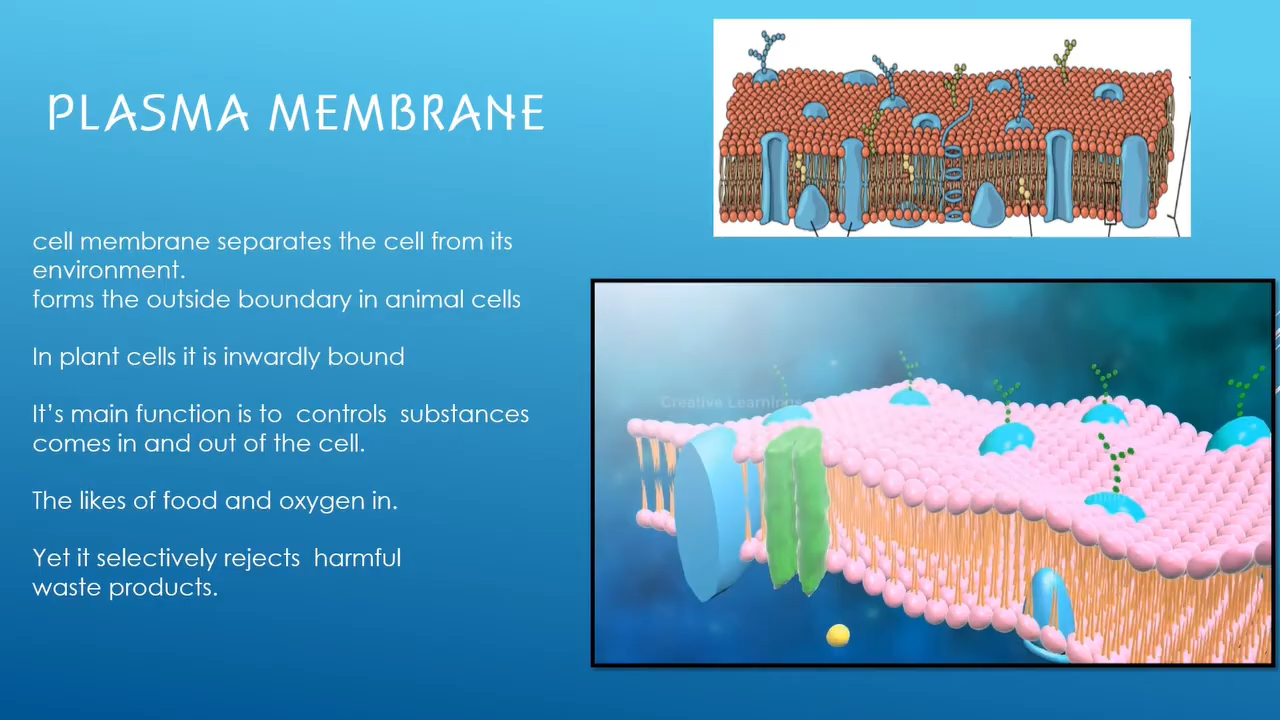 PLASMA MEMBRANE
cell membrane separates the cell from its
environment.
forms the outside boundary in animal cells
In plant cells it is inwardly bound
It’s main function is to  controls  substances
comes in and out of the cell.
The likes of food and oxygen in.
Yet it selectively rejects  harmful
waste products.
Creative Learnings